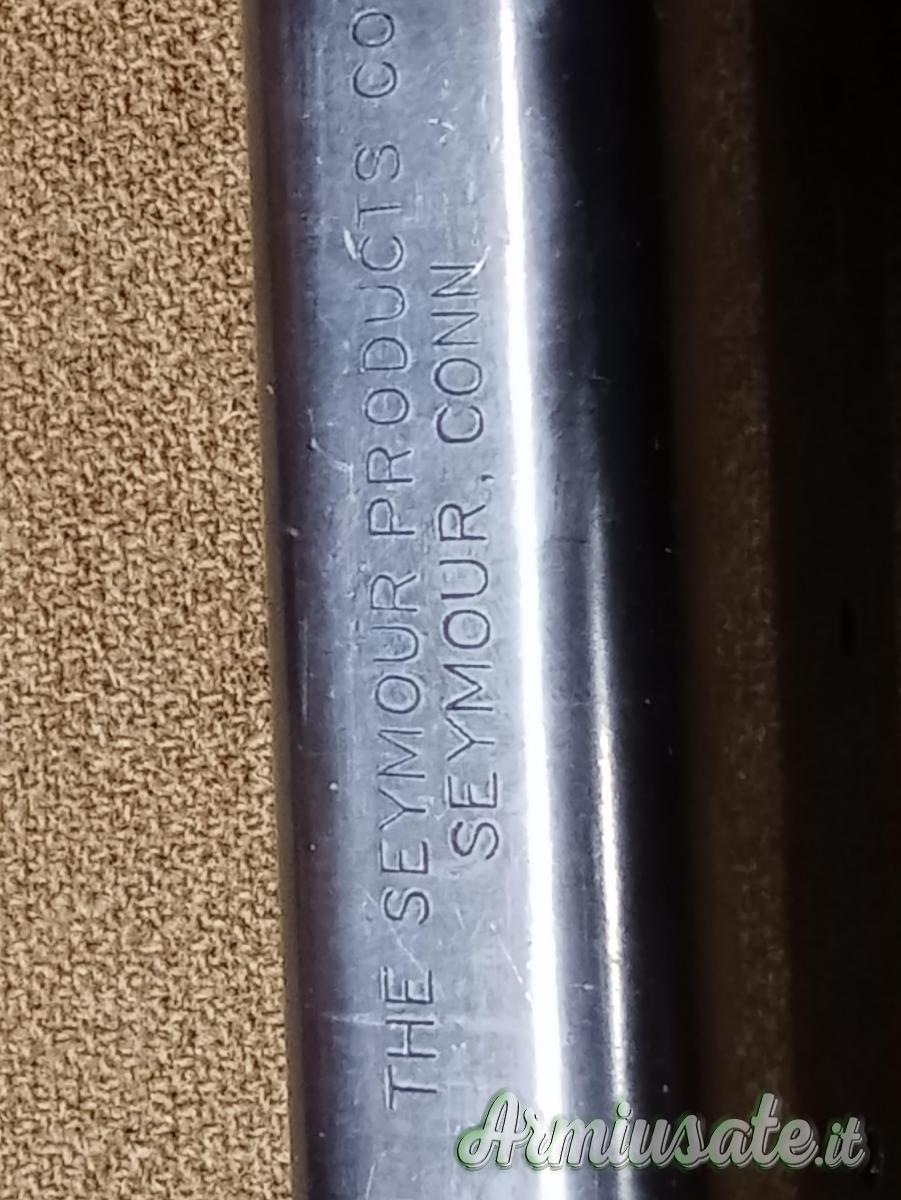 THE SEYMOUR PRODUCTS CO
SEYMOUR, CONN.
Armiusate.it